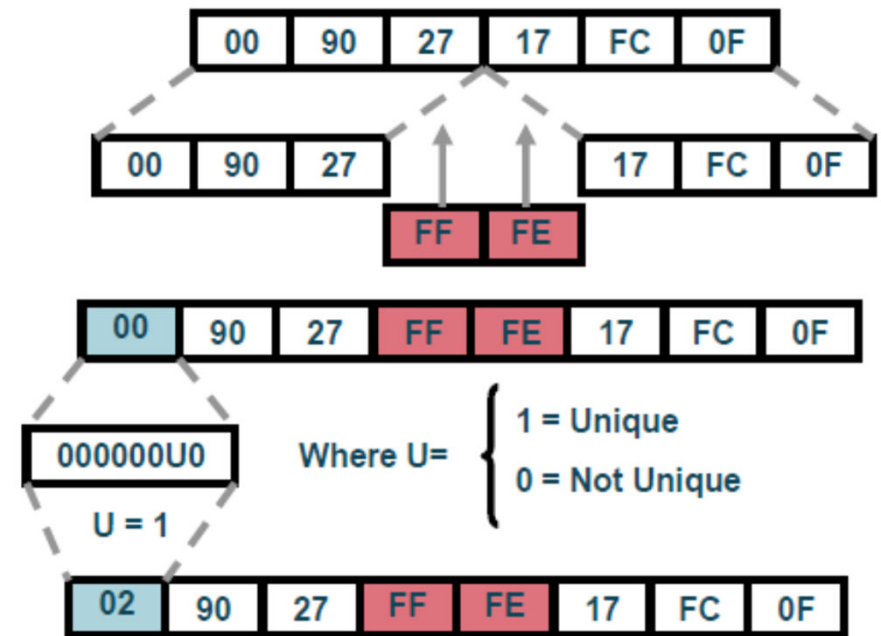 00 90 27 17 FC 0F
00 90 27 17 FC 0F
FF FE
00 90 27 FF FE 17 FC 0F
1 = Unique
000000U0 Where U=
0 = Not Unique
U = 1
02 90 27 FF FE 17 FC 0F